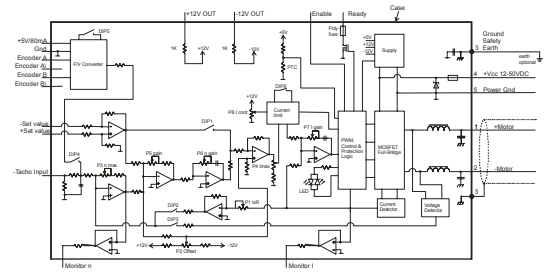 +12V OUT
-12V OUT
Enable
Ready
Case
+5V/80mA
Gnd
Encoder A
Encoder A\
Encoder B
Encoder B\
DIP5
F/V Converter
1K
+12V
1K
-12V
+5V
PTC
Poly-fuse
+5V
+12V
-12V
Supply
Ground
Safety
3 Earth
earth
optional
4 +Vcc 12-50VDC
5 Power Gnd
-Set value
+Set value
DIP1
+12V
P8 I cont
DIP6
Current
limit
P7 I gain
PWM,
Control &
Protection
Logic
MOSFET
Full-Bridge
1 +Motor
2 -Motor
3
DIP4
-Techo Input
P3 n max
P5 gain
P6 n gain
P4 Imax
LED
DIP2
DIP3
P1 IxR
Current
Detector
Voltage
Detector
+12V
-12V
P2 Offset
Monitor n
Monitor I